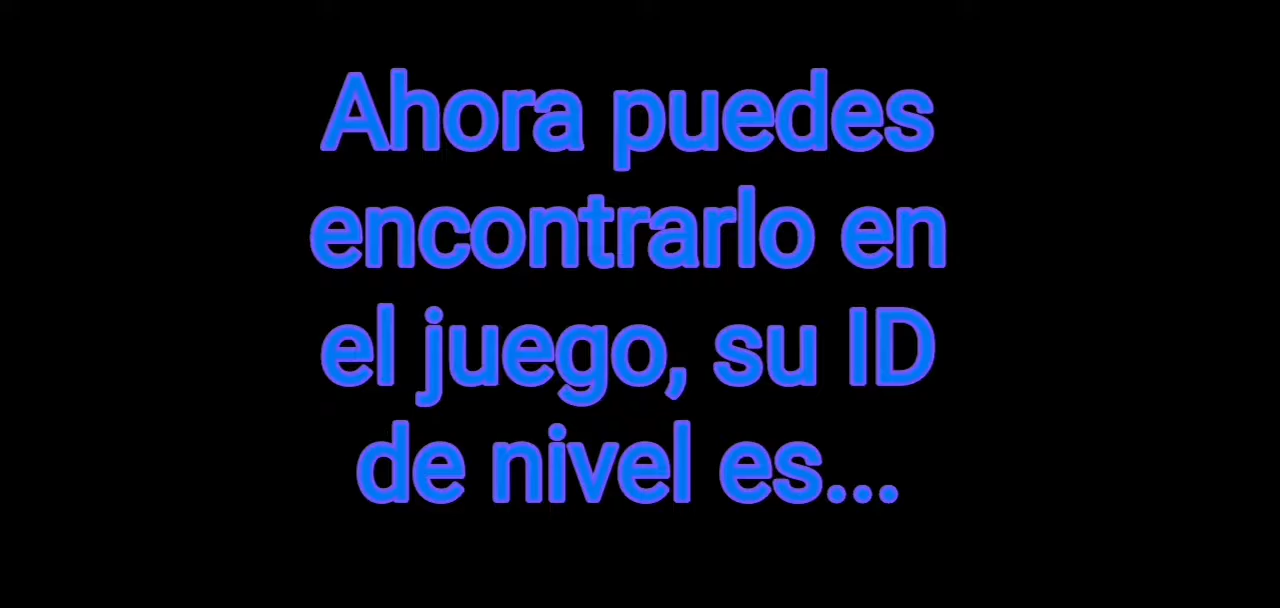 Ahora puedes
encontrarlo en
el juego, su ID
de nivel es...